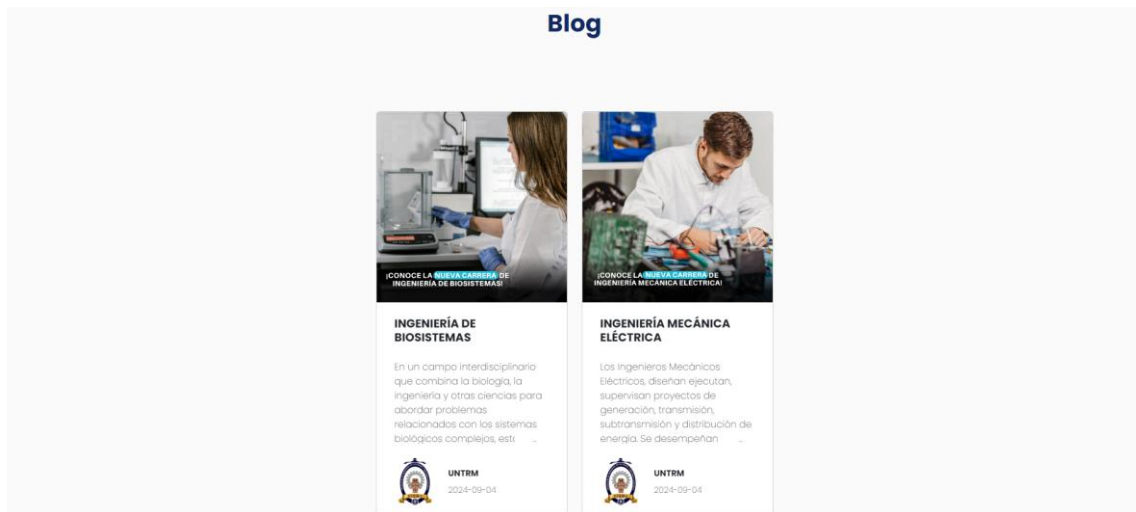 Blog
¡CONOCE LA NUEVA CARRERA DE
INGENIERÍA DE BIOSISTEMAS!
INGENIERÍA DE
BIOSISTEMAS
En un campo interdisciplinario
que combina la biología, la
ingeniería y otras ciencias para
abordar problemas
relacionados con los sistemas
biológicos complejos, est ...
UNTRM
2024-09-04
¡CONOCE LA NUEVA CARRERA DE
INGENIERÍA MECÁNICA ELÉCTRICA!
INGENIERÍA MECÁNICA
ELÉCTRICA
Los Ingenieros Mecánicos
Eléctricos, diseñan ejecutan,
supervisan proyectos de
generación, transmisión,
subtransmisión y distribución de
energía. Se desempeñan ...
UNTRM
2024-09-04